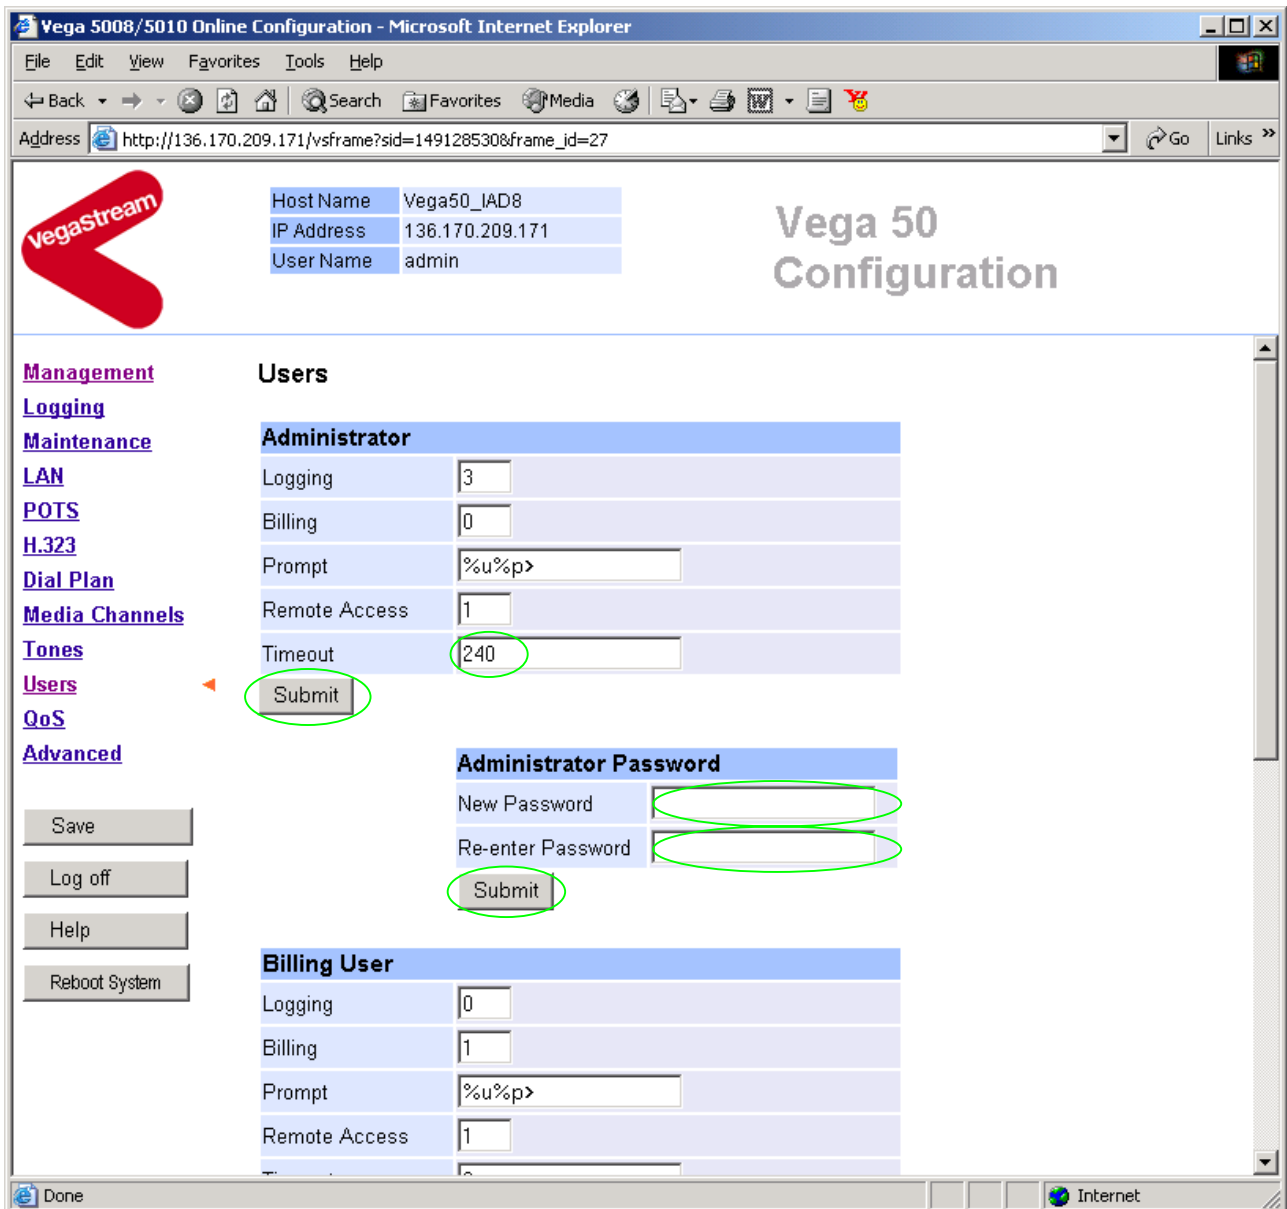 Vega 5008/5010 Online Configuration - Microsoft Internet Explorer
File Edit View Favorites Tools Help
Back Search Favorites Media
Address http://136.170.209.171/vsframe?sid=149128530&frame_id=27 Go Links »
vegastream
Host Name Vega50_IAD8
IP Address 136.170.209.171
User Name admin
Vega 50
Configuration
Management
Logging
Maintenance
LAN
POTS
H.323
Dial Plan
Media Channels
Tones
Users
QoS
Advanced
Save
Log off
Help
Reboot System
Users
Administrator
Logging 3
Billing 0
Prompt %u%p>
Remote Access 1
Timeout 240
Submit
Administrator Password
New Password
Re-enter Password
Submit
Billing User
Logging 0
Billing 1
Prompt %u%p>
Remote Access 1
Done
Internet